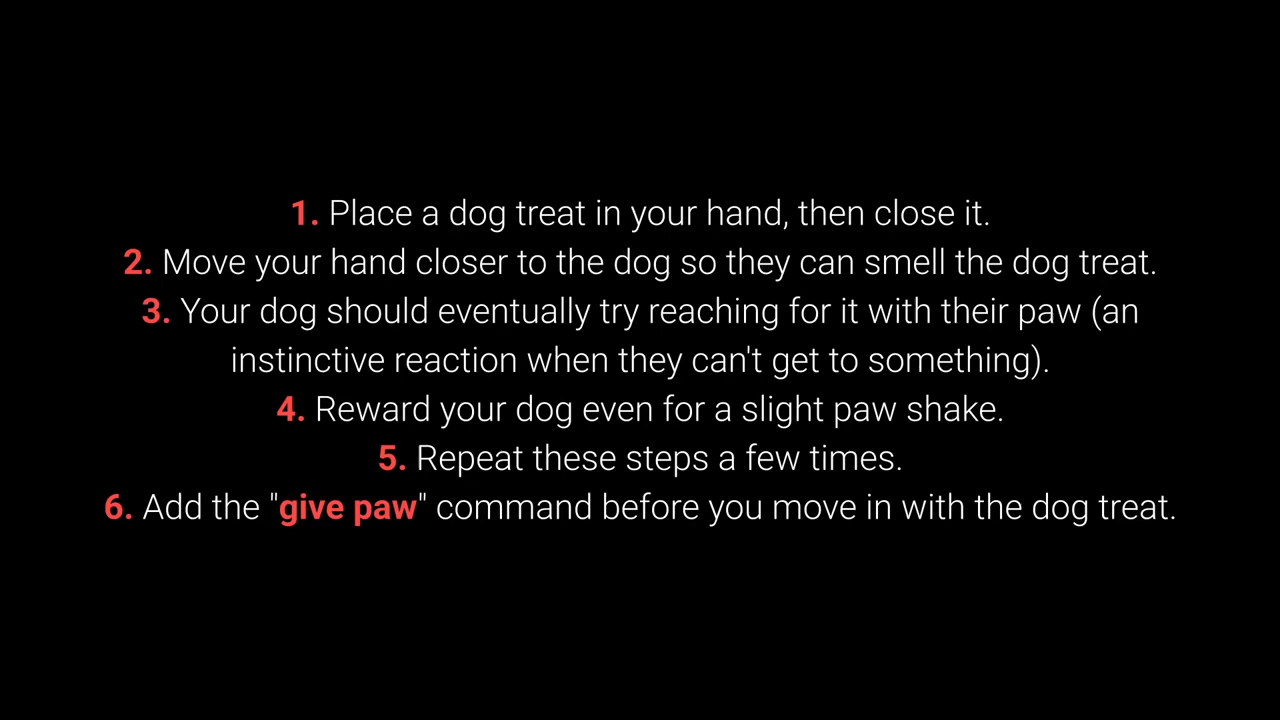 1. Place a dog treat in your hand, then close it.
2. Move your hand closer to the dog so they can smell the dog treat.
3. Your dog should eventually try reaching for it with their paw (an
instinctive reaction when they can't get to something).
4. Reward your dog even for a slight paw shake.
5. Repeat these steps a few times.
6. Add the "give paw" command before you move in with the dog treat.